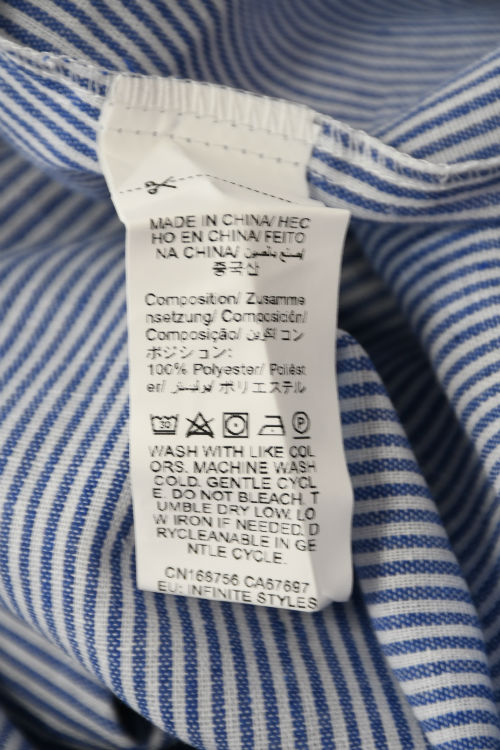 MADE IN CHINA/ HEC
HO EN CHINA/ FEITO
NA CHINA/ صنع بالصين/
중국산
Composition/ Zusamme
nsetzung/ Composición/
Composição/ التكوين/ コン
ポジション:
100% Polyester/ Poliést
er/ بوليستر/ ポリエステル
30 P
WASH WITH LIKE COL
ORS. MACHINE WASH
COLD. GENTLE CYCL
E. DO NOT BLEACH. T
UMBLE DRY LOW. LO
W IRON IF NEEDED. D
RYCLEANABLE IN GE
NTLE CYCLE.
CN166756 CA67697
EU: INFINITE STYLES